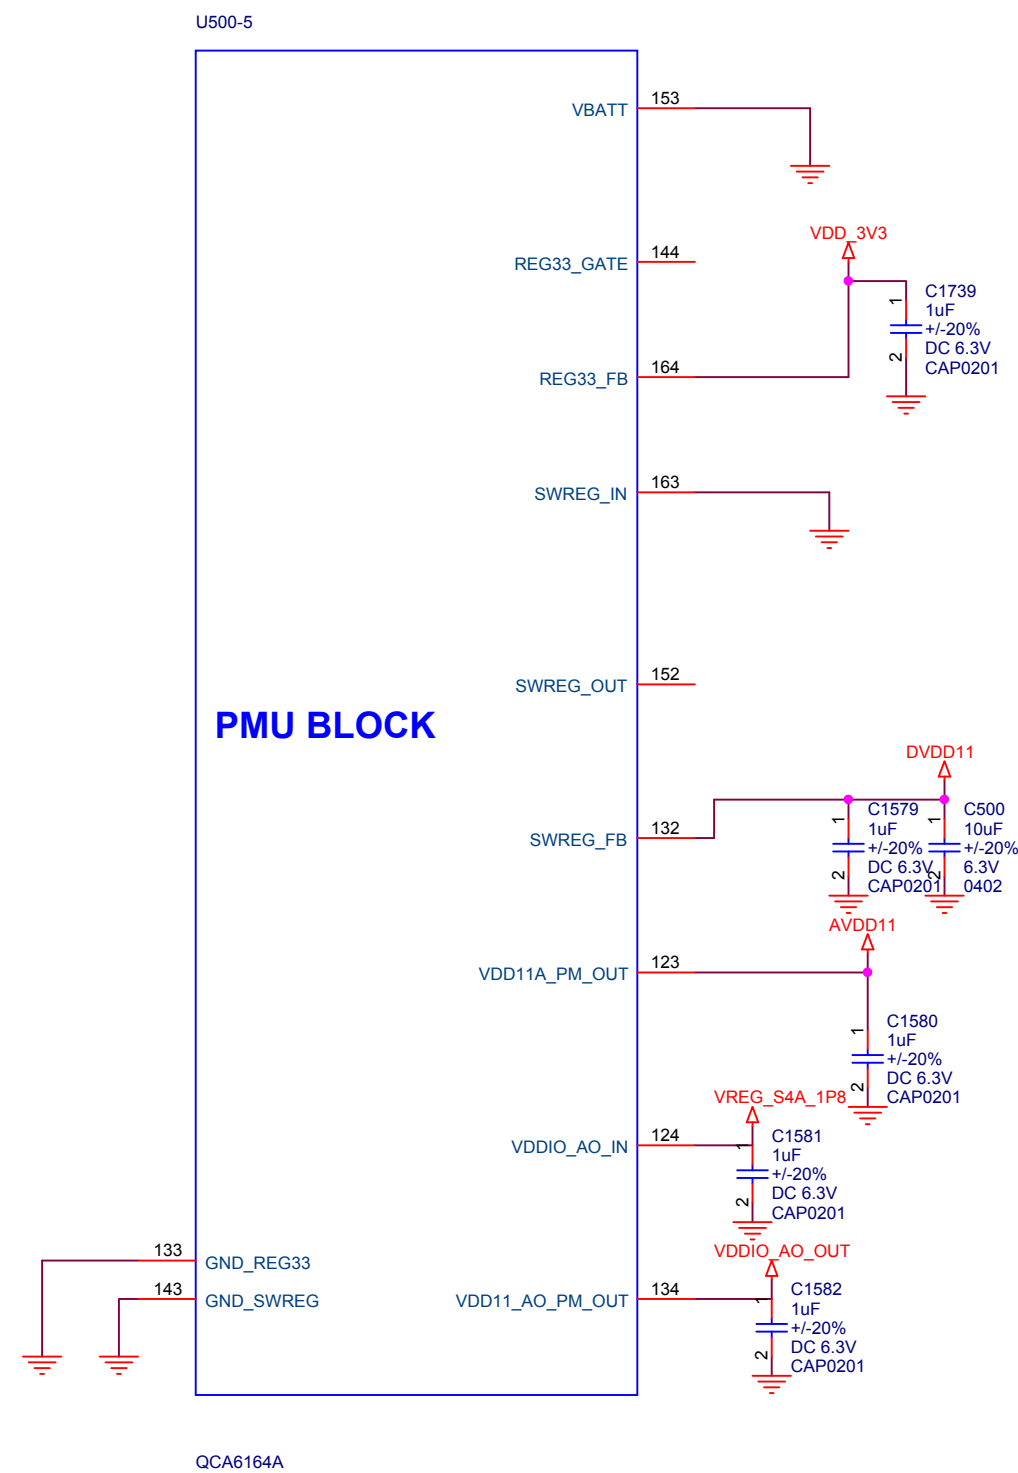 U500-5
VBATT 153
REG33_GATE 144
VDD_3V3
1
2
C1739
1uF
+/-20%
DC 6.3V
CAP0201
REG33_FB 164
SWREG_IN 163
SWREG_OUT 152
PMU BLOCK
DVDD11
SWREG_FB 132
1
2
C1579
1uF
+/-20%
DC 6.3V
CAP0201
1
2
C500
10uF
+/-20%
6.3V
0402
AVDD11
VDD11A_PM_OUT 123
1
2
C1580
1uF
+/-20%
DC 6.3V
CAP0201
VREG_S4A_1P8
VDDIO_AO_IN 124
1
2
C1581
1uF
+/-20%
DC 6.3V
CAP0201
133 GND_REG33
143 GND_SWREG
VDDIO_AO_OUT
VDD11_AO_PM_OUT 134
1
2
C1582
1uF
+/-20%
DC 6.3V
CAP0201
QCA6164A